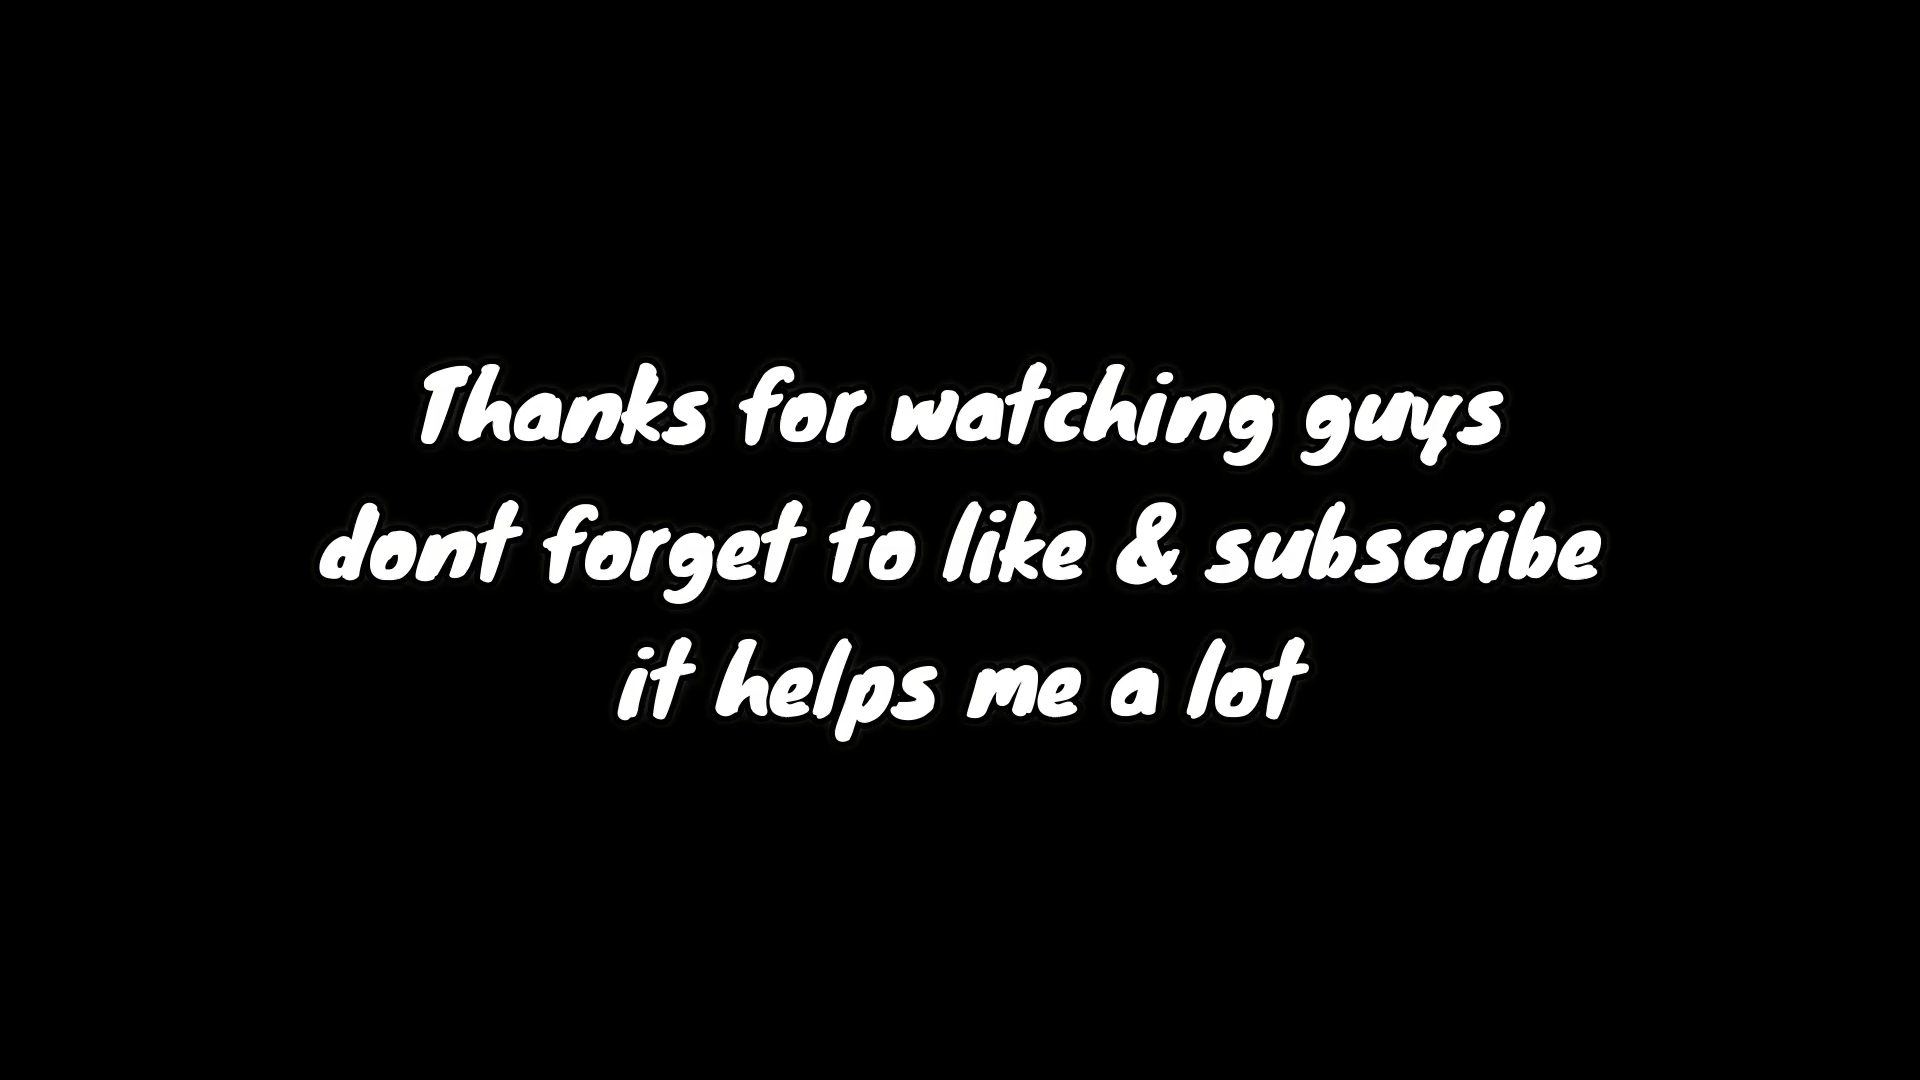 Thanks for watching guys
dont forget to like & subscribe
it helps me a lot